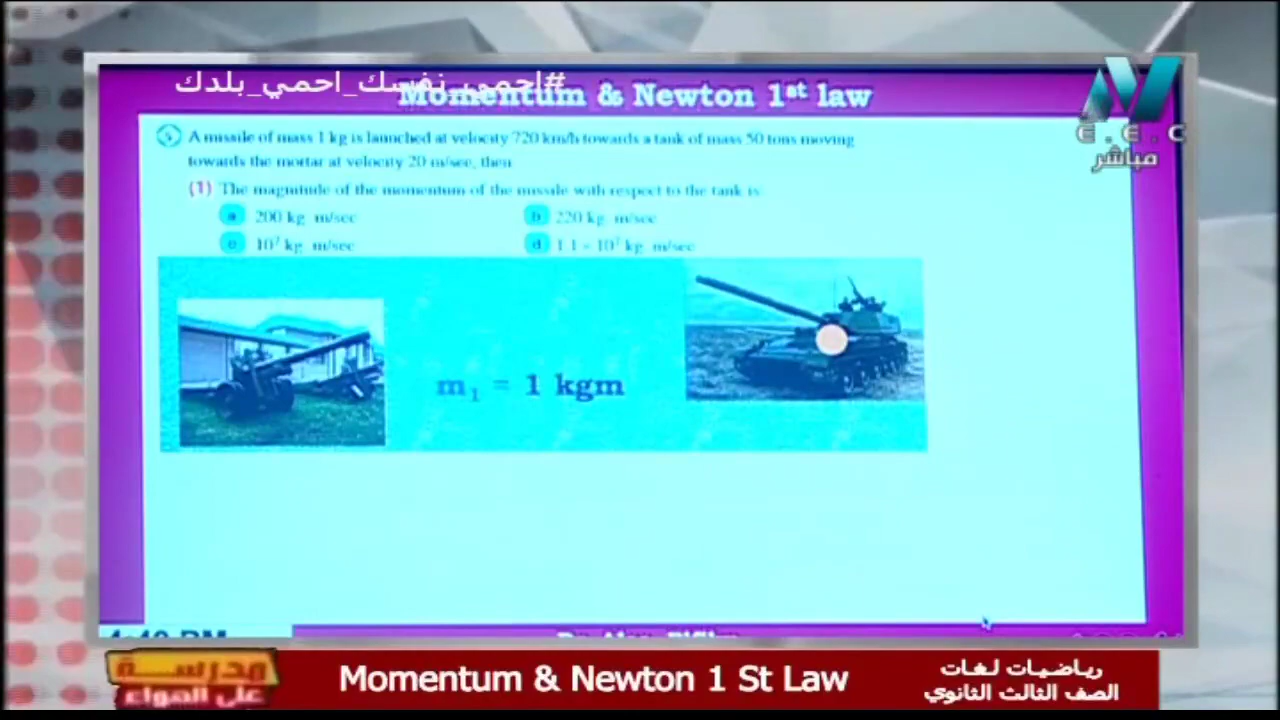 #احمي_نفسك_احمي_بلدك
Momentum & Newton 1st law
E.E.C
مباشر
A missile of mass 1 kg is launched at velocity 720 km/h towards a tank of mass 50 tons moving
towards the mortar at velocity 20 m/sec, then
(1) The magnitude of the momentum of the missile with respect to the tank is
a 200 kg. m/sec
b 220 kg. m/sec
c 10⁷ kg. m/sec
d 1.1 × 10⁷ kg. m/sec
m₁ = 1 kgm
مدرسة
على الهواء
Momentum & Newton 1 St Law
رياضيات لغات
الصف الثالث الثانوي